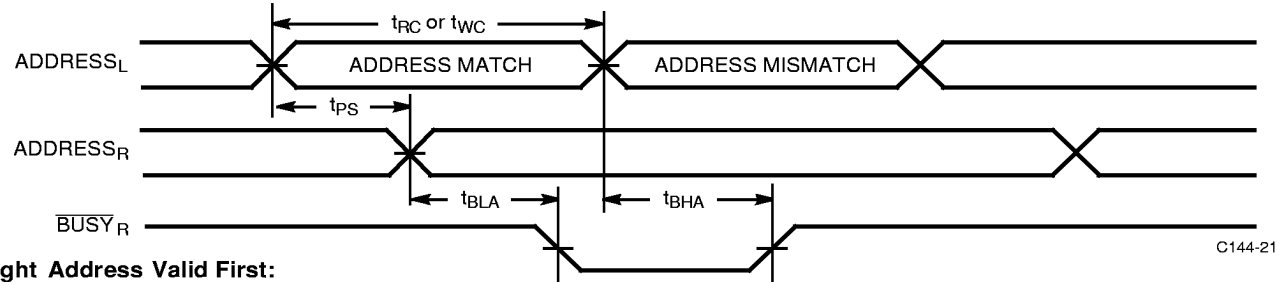 tRC or tWC
ADDRESSL
ADDRESS MATCH
ADDRESS MISMATCH
tPS
ADDRESSR
tBLA
tBHA
BUSYR
C144-21
ght Address Valid First: